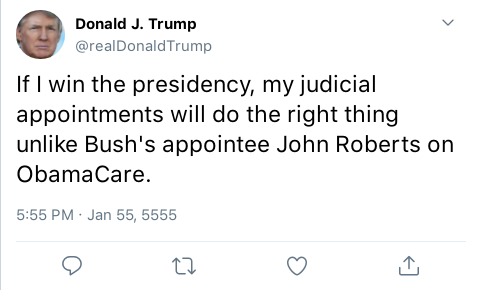 Donald J. Trump
@realDonaldTrump
If I win the presidency, my judicial
appointments will do the right thing
unlike Bush's appointee John Roberts on
ObamaCare.
5:55 PM · Jan 55, 5555